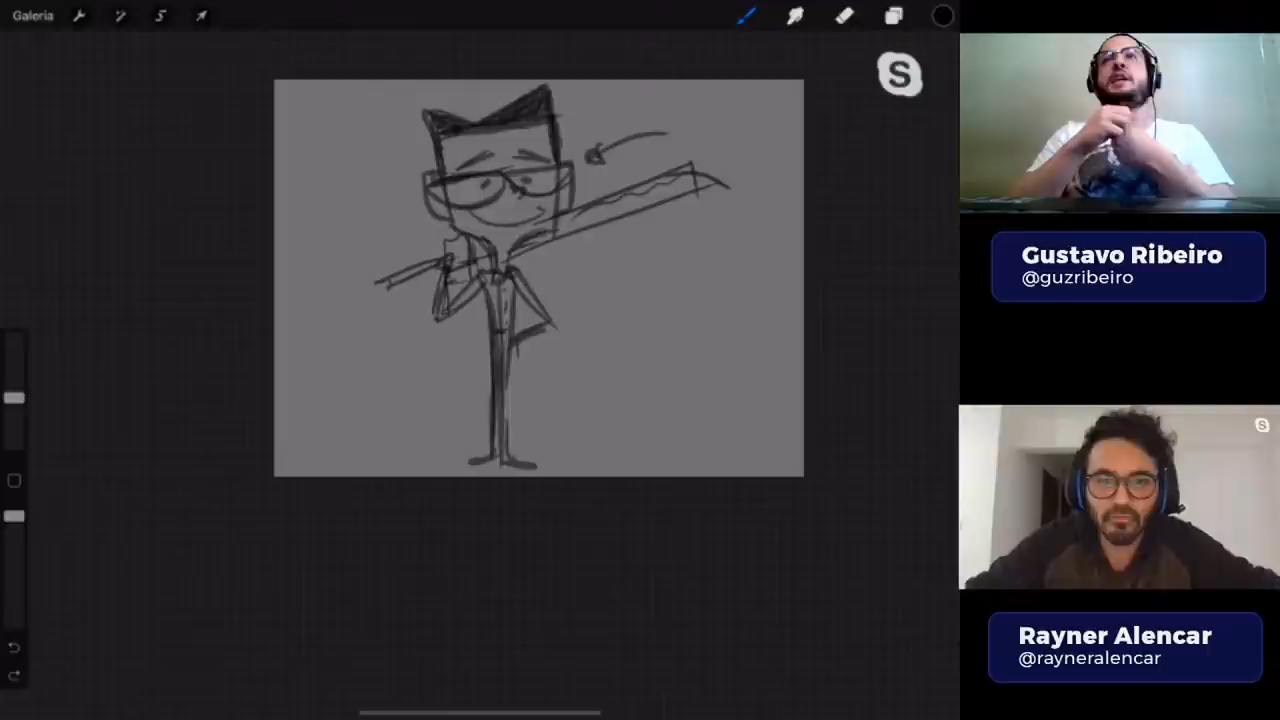 Galeria
S
Gustavo Ribeiro
@guzribeiro
Rayner Alencar
@rayneralencar